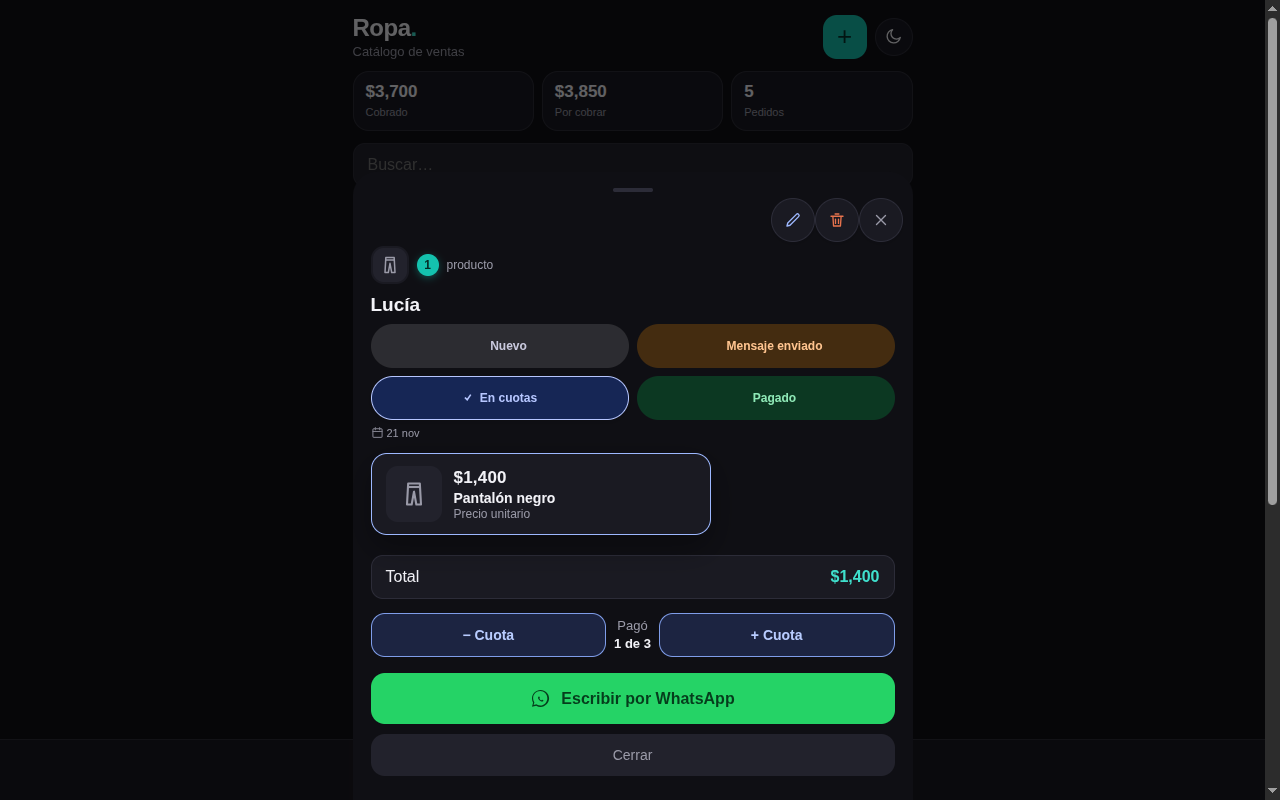 Ropa.
Catálogo de ventas
+
$3,700
Cobrado
$3,850
Por cobrar
5
Pedidos
Buscar…
1 producto
Lucía
Nuevo
Mensaje enviado
✓ En cuotas
Pagado
21 nov
$1,400
Pantalón negro
Precio unitario
Total $1,400
− Cuota
Pagó
1 de 3
+ Cuota
Escribir por WhatsApp
Cerrar